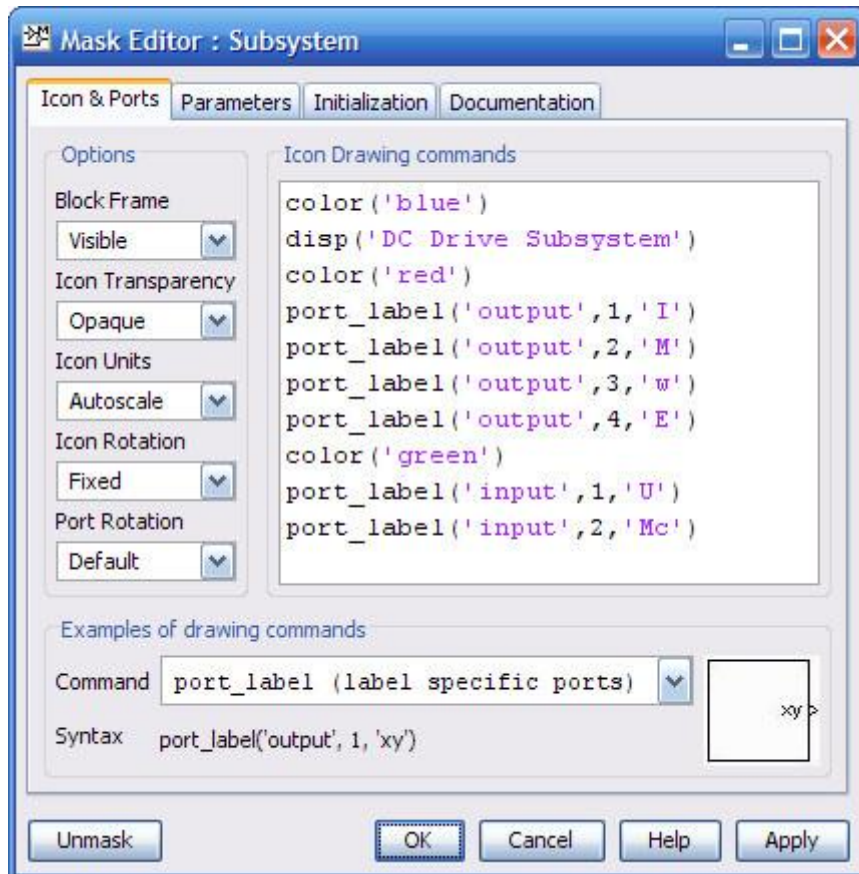 Mask Editor : Subsystem
Icon & Ports Parameters Initialization Documentation
Options
Block Frame
Visible
Icon Transparency
Opaque
Icon Units
Autoscale
Icon Rotation
Fixed
Port Rotation
Default
Icon Drawing commands
color('blue')
disp('DC Drive Subsystem')
color('red')
port_label('output',1,'I')
port_label('output',2,'M')
port_label('output',3,'w')
port_label('output',4,'E')
color('green')
port_label('input',1,'U')
port_label('input',2,'Mc')
Examples of drawing commands
Command port_label (label specific ports)
Syntax port_label('output', 1, 'xy')
xy
Unmask OK Cancel Help Apply